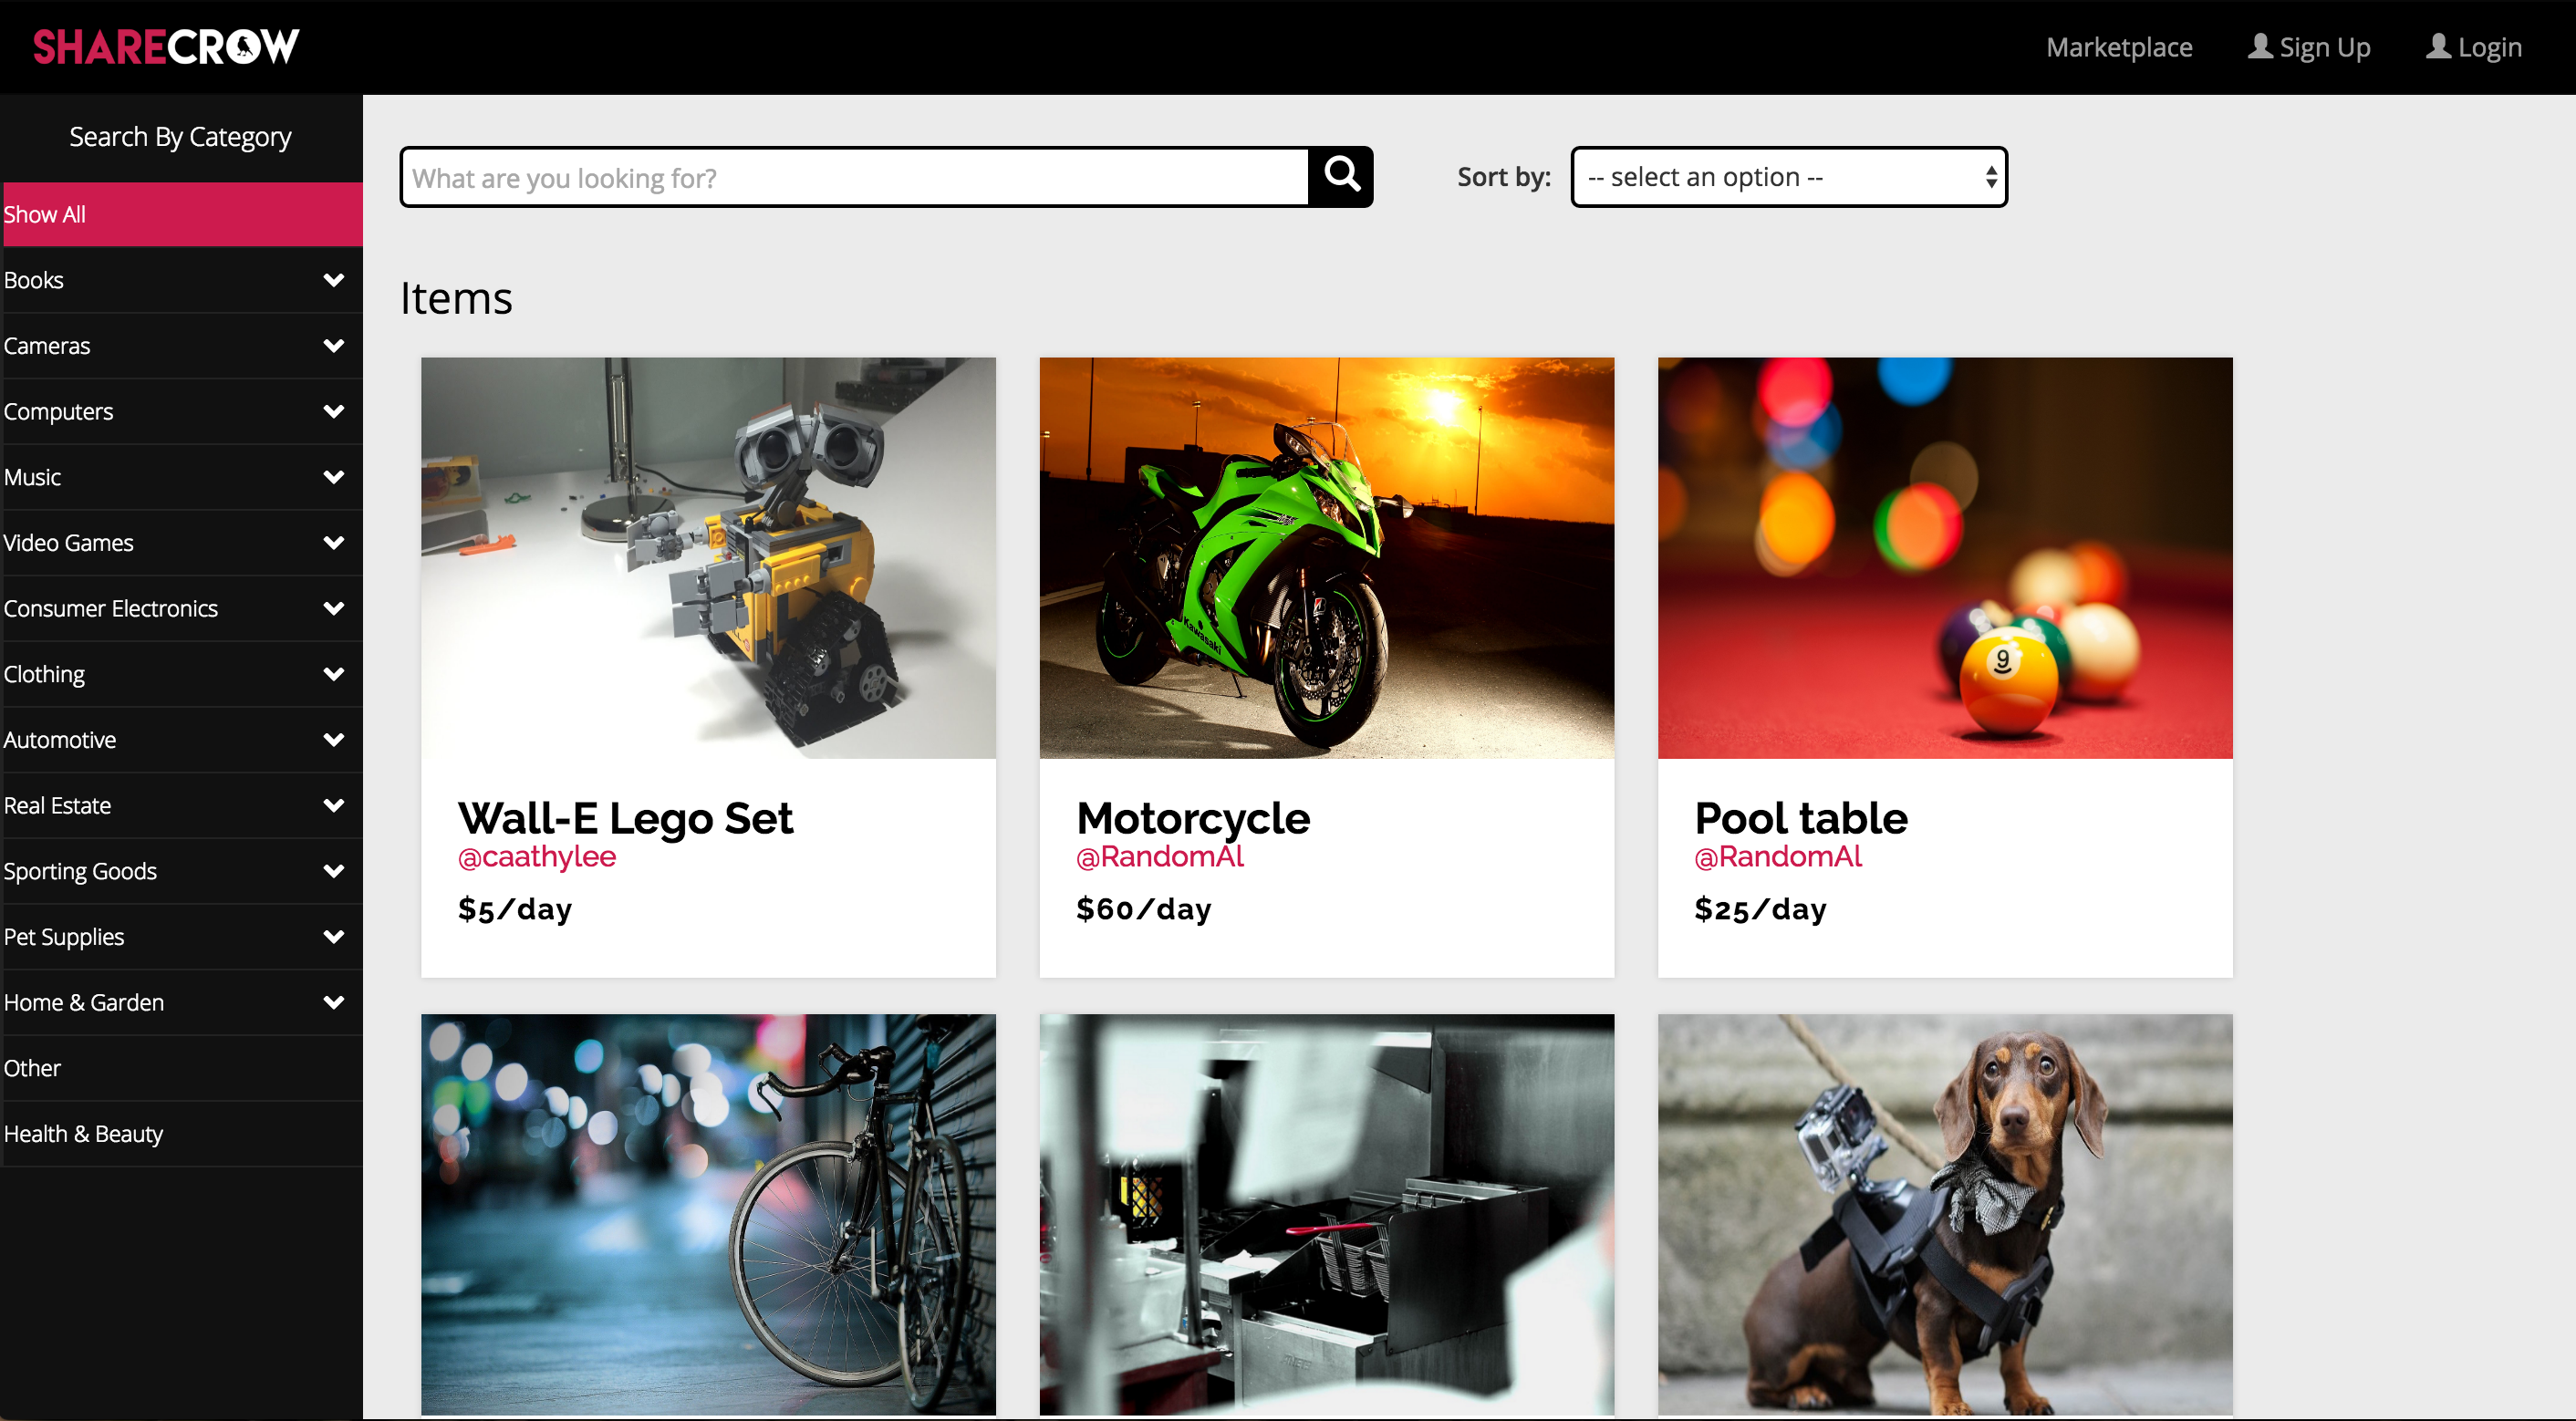 SHARECROW
Marketplace
Sign Up
Login
Search By Category
Show All
Books
Cameras
Computers
Music
Video Games
Consumer Electronics
Clothing
Automotive
Real Estate
Sporting Goods
Pet Supplies
Home & Garden
Other
Health & Beauty
What are you looking for?
Sort by:
-- select an option --
Items
Kawasaki
9
Wall-E Lego Set
@caathylee
$5/day
Motorcycle
@RandomAl
$60/day
Pool table
@RandomAl
$25/day